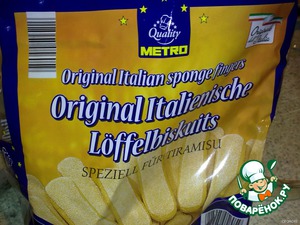 Quality
METRO
Original Italian sponge fingers
Original Italienische
Löffelbiskuits
SPEZIELL FÜR TIRAMISU
ПОВАРЁНОК.РУ